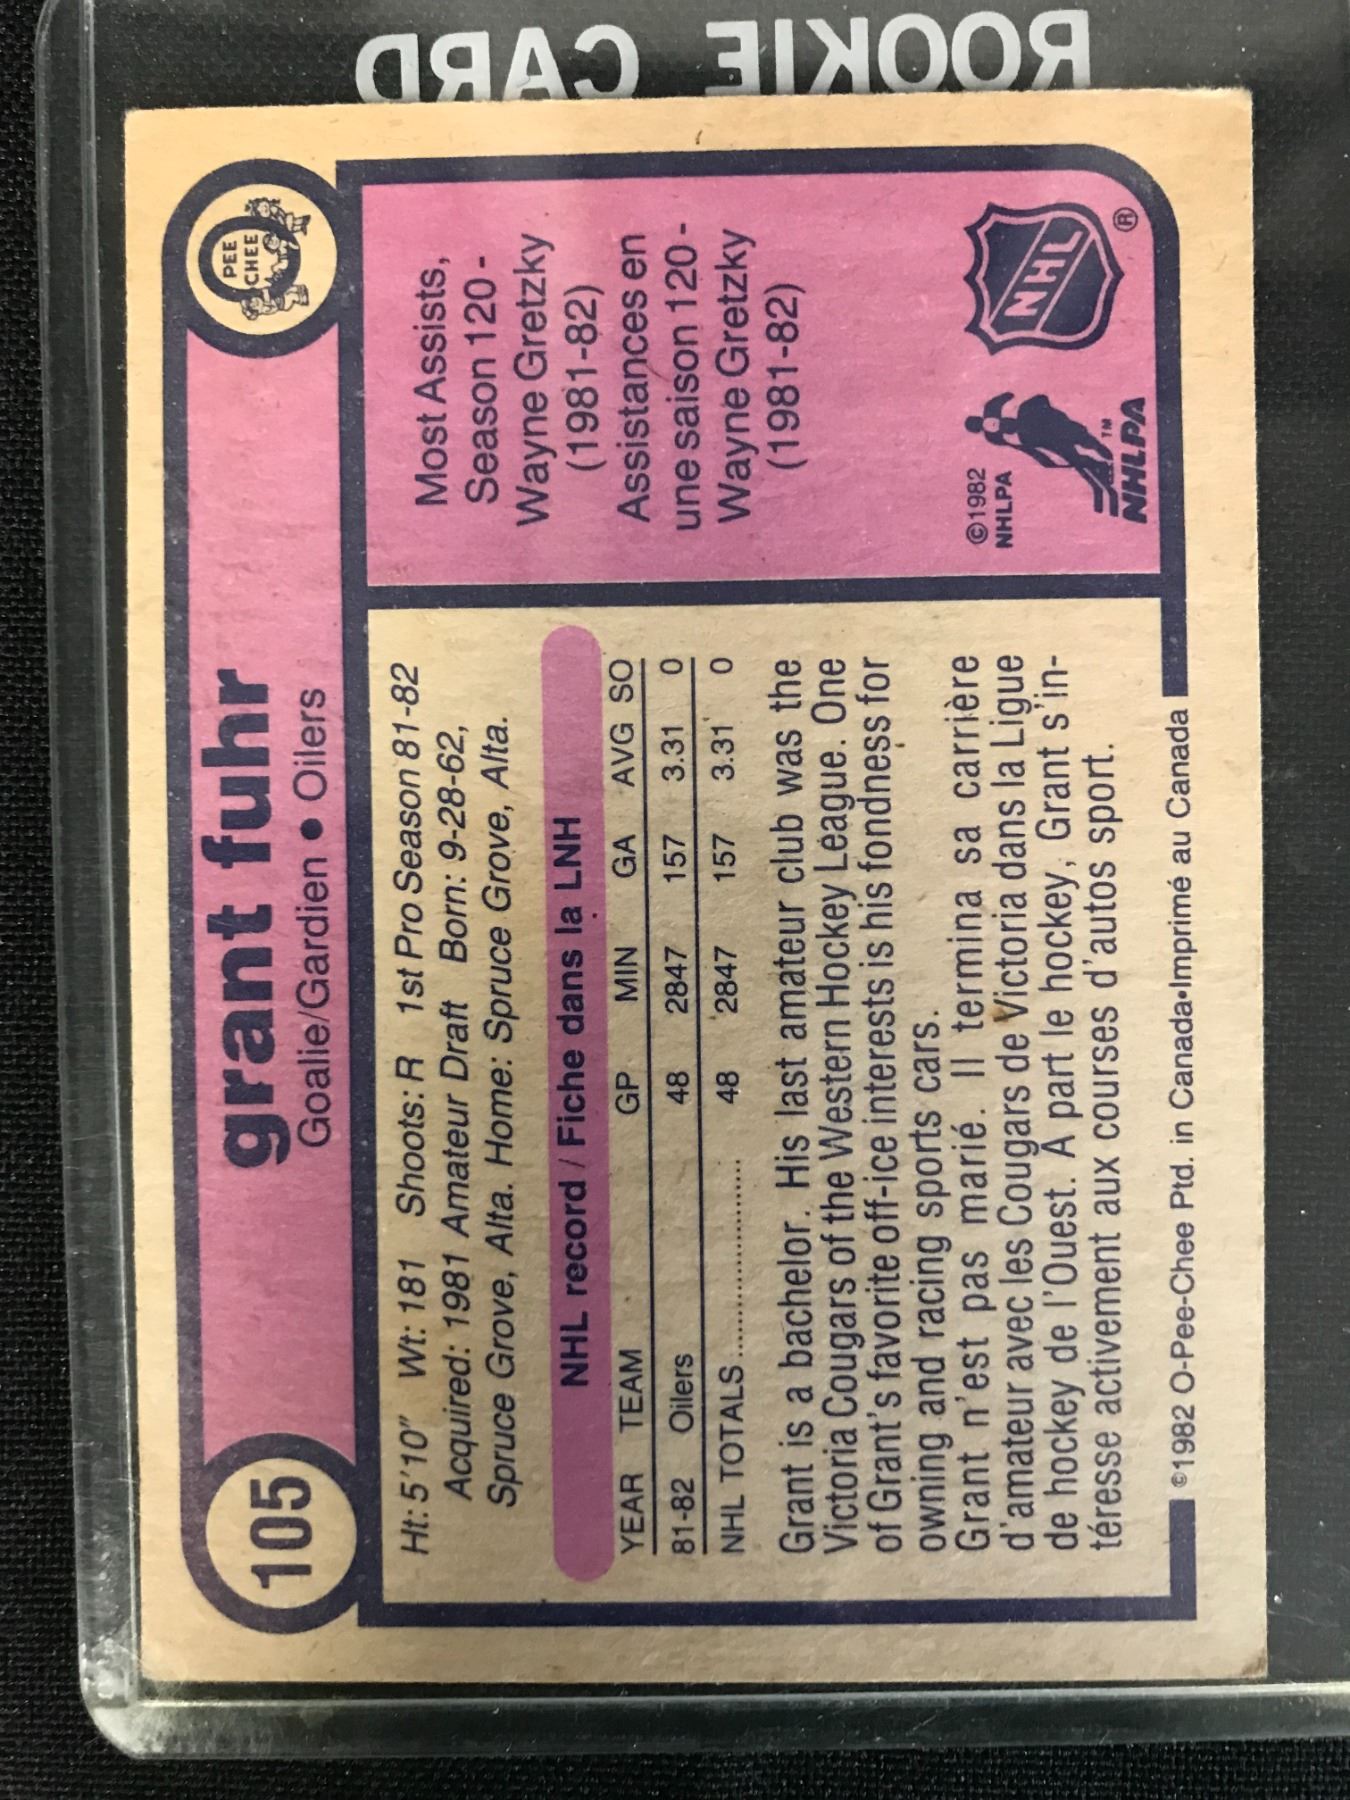 ROOKIE CARD
105
grant fuhr
Goalie/Gardien • Oilers
O
PEE
CHEE
Ht: 5'10" Wt: 181 Shoots: R 1st Pro Season 81-82
Acquired: 1981 Amateur Draft Born: 9-28-62,
Spruce Grove, Alta. Home: Spruce Grove, Alta.
NHL record / Fiche dans la LNH
YEAR TEAM GP MIN GA AVG SO
81-82 Oilers 48 2847 157 3.31 0
NHL TOTALS.................... 48 2847 157 3.31 0
Grant is a bachelor. His last amateur club was the
Victoria Cougars of the Western Hockey League. One
of Grant's favorite off-ice interests is his fondness for
owning and racing sports cars.
Grant n'est pas marié. Il termina sa carrière
d'amateur avec les Cougars de Victoria dans la Ligue
de hockey de l'Ouest. À part le hockey, Grant s'in-
téresse activement aux courses d'autos sport.
©1982 O-Pee-Chee Ptd. in Canada•Imprimé au Canada
Most Assists,
Season 120 -
Wayne Gretzky
(1981-82)
Assistances en
une saison 120 -
Wayne Gretzky
(1981-82)
©1982
NHLPA
NHLPA™
NHL®